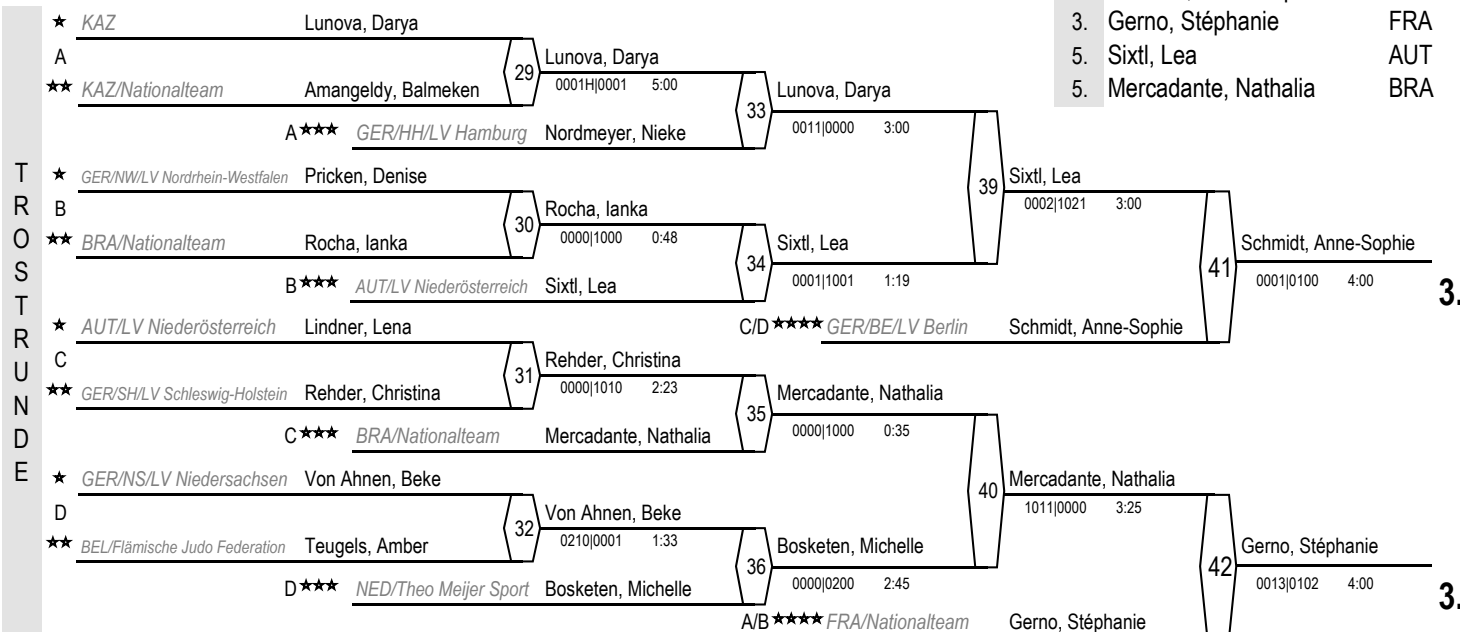 3. Gerno, Stéphanie FRA
5. Sixtl, Lea AUT
5. Mercadante, Nathalia BRA
TROSTRUNDE
★ KAZ Lunova, Darya
A
29 Lunova, Darya
0001H|0001 5:00
★★ KAZ/Nationalteam Amangeldy, Balmeken
33 Lunova, Darya
0011|0000 3:00
A★★★ GER/HH/LV Hamburg Nordmeyer, Nieke
★ GER/NW/LV Nordrhein-Westfalen Pricken, Denise
39 Sixtl, Lea
0002|1021 3:00
B
30 Rocha, Ianka
0000|1000 0:48
★★ BRA/Nationalteam Rocha, Ianka
34 Sixtl, Lea
0001|1001 1:19
41 Schmidt, Anne-Sophie
0001|0100 4:00
3.
B★★★ AUT/LV Niederösterreich Sixtl, Lea
★ AUT/LV Niederösterreich Lindner, Lena
C/D★★★★ GER/BE/LV Berlin Schmidt, Anne-Sophie
C
31 Rehder, Christina
0000|1010 2:23
★★ GER/SH/LV Schleswig-Holstein Rehder, Christina
35 Mercadante, Nathalia
0000|1000 0:35
C★★★ BRA/Nationalteam Mercadante, Nathalia
★ GER/NS/LV Niedersachsen Von Ahnen, Beke
40 Mercadante, Nathalia
1011|0000 3:25
D
32 Von Ahnen, Beke
0210|0001 1:33
★★ BEL/Flämische Judo Federation Teugels, Amber
36 Bosketen, Michelle
0000|0200 2:45
42 Gerno, Stéphanie
0013|0102 4:00
3.
D★★★ NED/Theo Meijer Sport Bosketen, Michelle
A/B★★★★ FRA/Nationalteam Gerno, Stéphanie